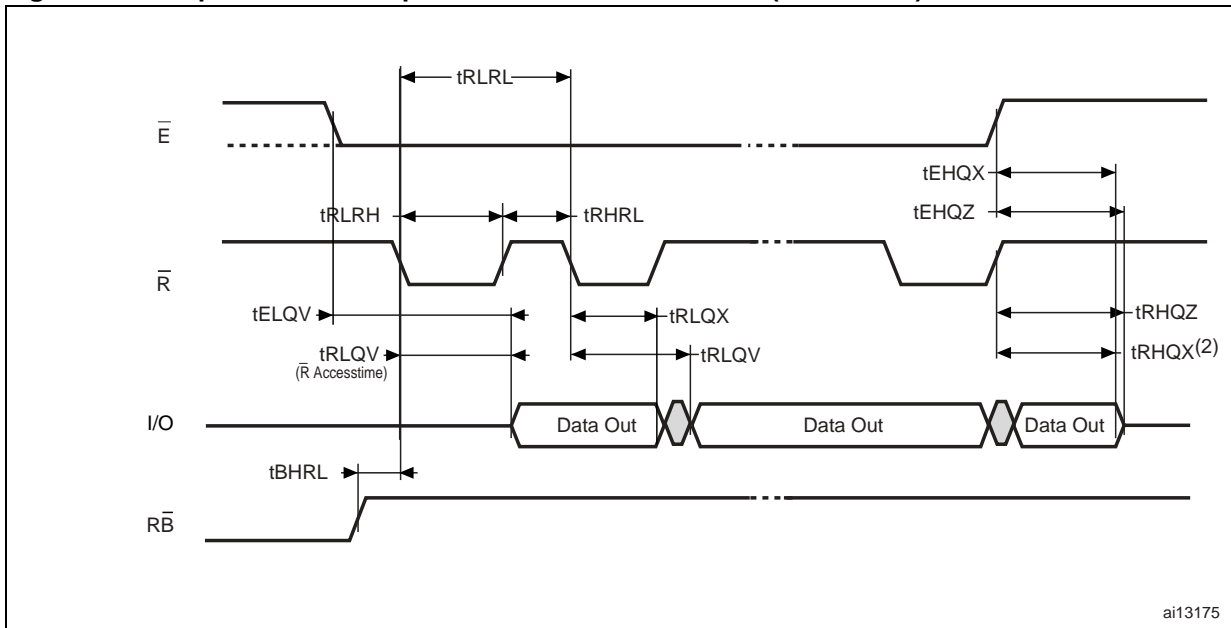 tRLRL
E̅
tEHQX
tRLRH
tRHRL
tEHQZ
R̅
tELQV
tRLQX
tRHQZ
tRLQV
(R̅ Accesstime)
tRLQV
tRHQX(2)
I/O
Data Out
Data Out
Data Out
tBHRL
RB̅
ai13175